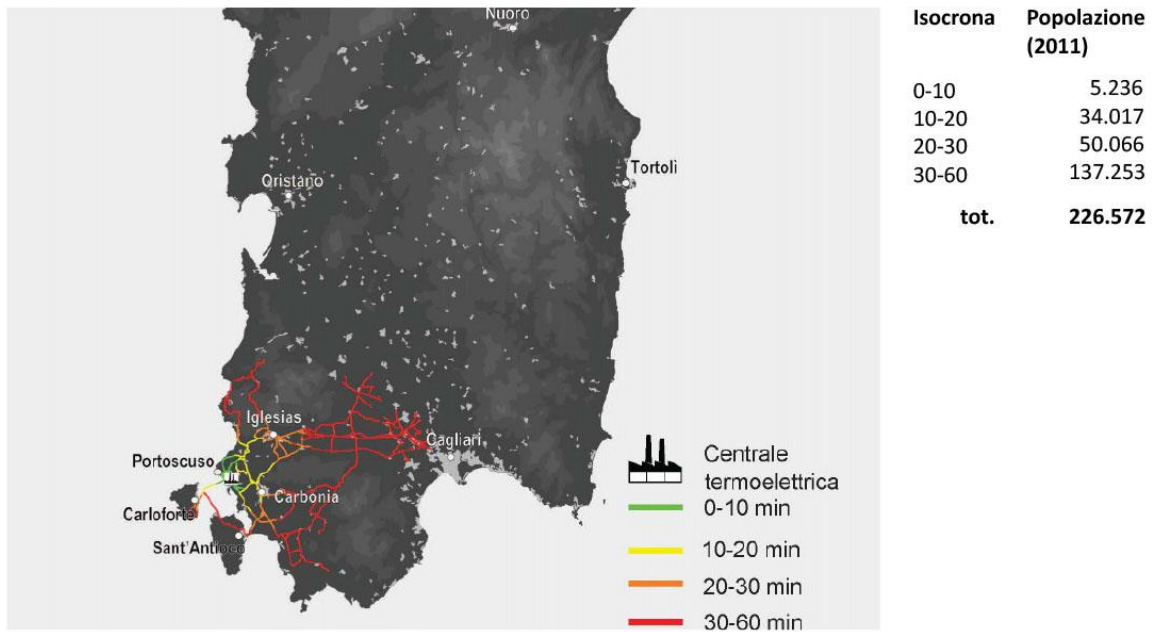 Nuoro
Oristano
Tortolì
Iglesias
Cagliari
Portoscuso
Carbonia
Carloforte
Sant'Antioco
Centrale
termoelettrica
0-10 min
10-20 min
20-30 min
30-60 min
Isocrona Popolazione
(2011)
0-10 5.236
10-20 34.017
20-30 50.066
30-60 137.253
tot. 226.572